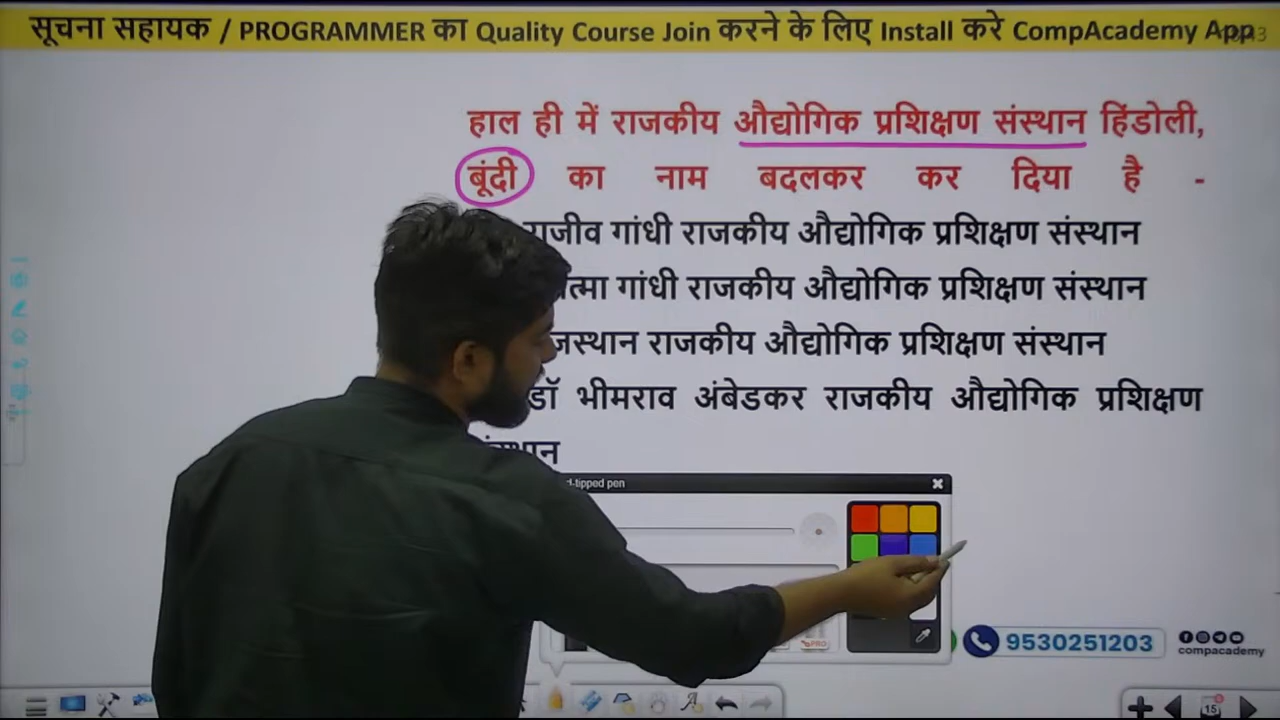 सूचना सहायक / PROGRAMMER का Quality Course Join करने के लिए Install करे CompAcademy App
हाल ही में राजकीय औद्योगिक प्रशिक्षण संस्थान हिंडोली,
बूंदी का नाम बदलकर कर दिया है -
राजीव गांधी राजकीय औद्योगिक प्रशिक्षण संस्थान
गांधी राजकीय औद्योगिक प्रशिक्षण संस्थान
राजकीय औद्योगिक प्रशिक्षण संस्थान
डॉ भीमराव अंबेडकर राजकीय औद्योगिक प्रशिक्षण
संस्थान
pen
PRO
9530251203
compacademy
15